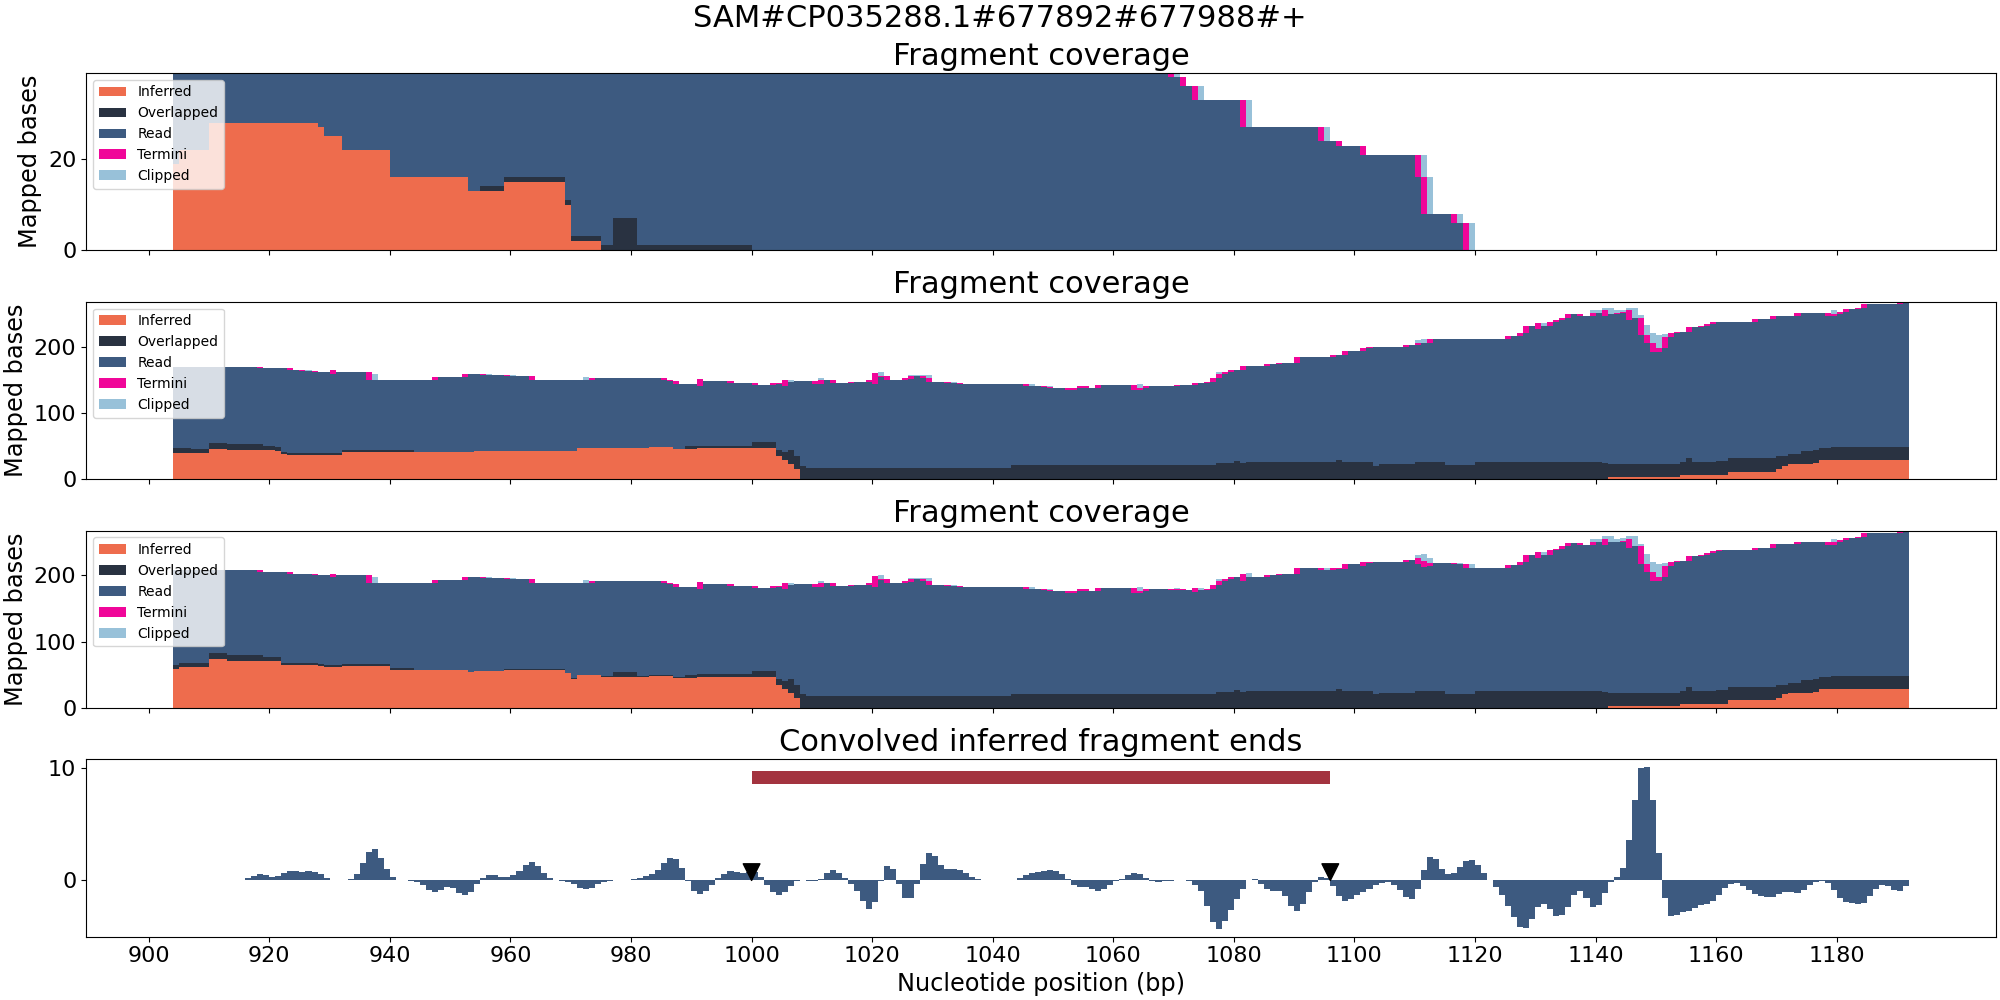 SAM#CP035288.1#677892#677988#+
Fragment coverage
Mapped bases
20
0
Inferred
Overlapped
Read
Termini
Clipped
Fragment coverage
Mapped bases
200
100
0
Inferred
Overlapped
Read
Termini
Clipped
Fragment coverage
Mapped bases
200
100
0
Inferred
Overlapped
Read
Termini
Clipped
Convolved inferred fragment ends
10
0
900 920 940 960 980 1000 1020 1040 1060 1080 1100 1120 1140 1160 1180
Nucleotide position (bp)